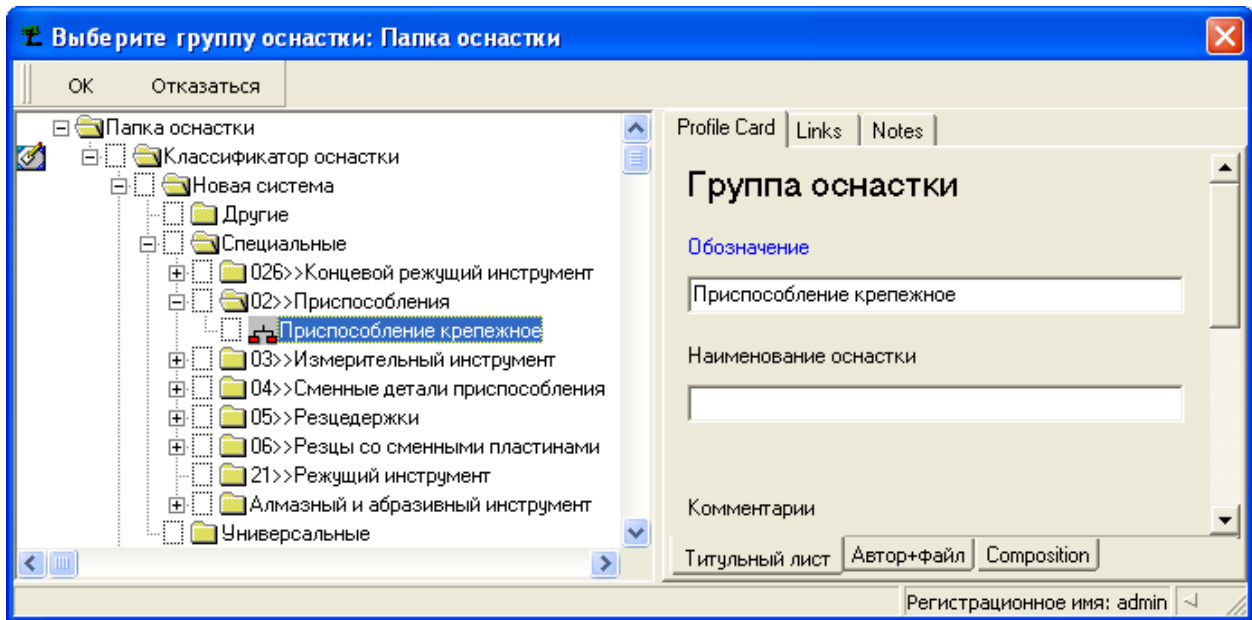 Выберите группу оснастки: Папка оснастки
OK Отказаться
Папка оснастки
Классификатор оснастки
Новая система
Другие
Специальные
026>>Концевой режущий инструмент
02>>Приспособления
Приспособление крепежное
03>>Измерительный инструмент
04>>Сменные детали приспособления
05>>Резцедержки
06>>Резцы со сменными пластинами
21>>Режущий инструмент
Алмазный и абразивный инструмент
Универсальные
Profile Card Links Notes
Группа оснастки
Обозначение
Приспособление крепежное
Наименование оснастки
Комментарии
Титульный лист Автор+файл Composition
Регистрационное имя: admin